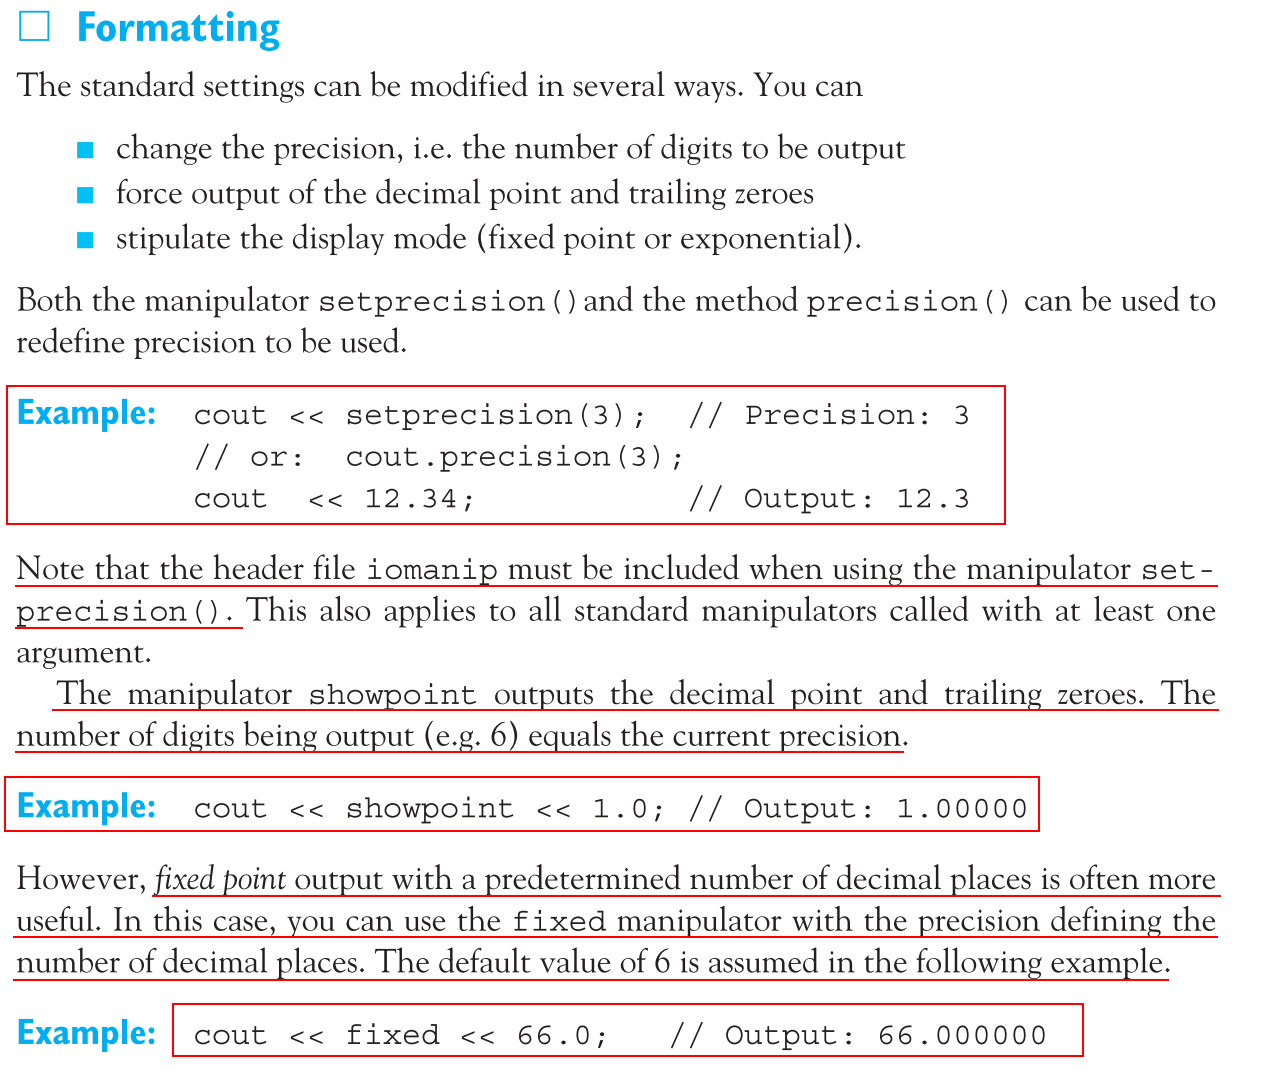 Formatting
The standard settings can be modified in several ways. You can
■ change the precision, i.e. the number of digits to be output
■ force output of the decimal point and trailing zeroes
■ stipulate the display mode (fixed point or exponential).
Both the manipulator setprecision()and the method precision() can be used to
redefine precision to be used.
Example: cout << setprecision(3); // Precision: 3
// or: cout.precision(3);
cout << 12.34; // Output: 12.3
Note that the header file iomanip must be included when using the manipulator set-
precision(). This also applies to all standard manipulators called with at least one
argument.
The manipulator showpoint outputs the decimal point and trailing zeroes. The
number of digits being output (e.g. 6) equals the current precision.
Example: cout << showpoint << 1.0; // Output: 1.00000
However, fixed point output with a predetermined number of decimal places is often more
useful. In this case, you can use the fixed manipulator with the precision defining the
number of decimal places. The default value of 6 is assumed in the following example.
Example: cout << fixed << 66.0; // Output: 66.000000